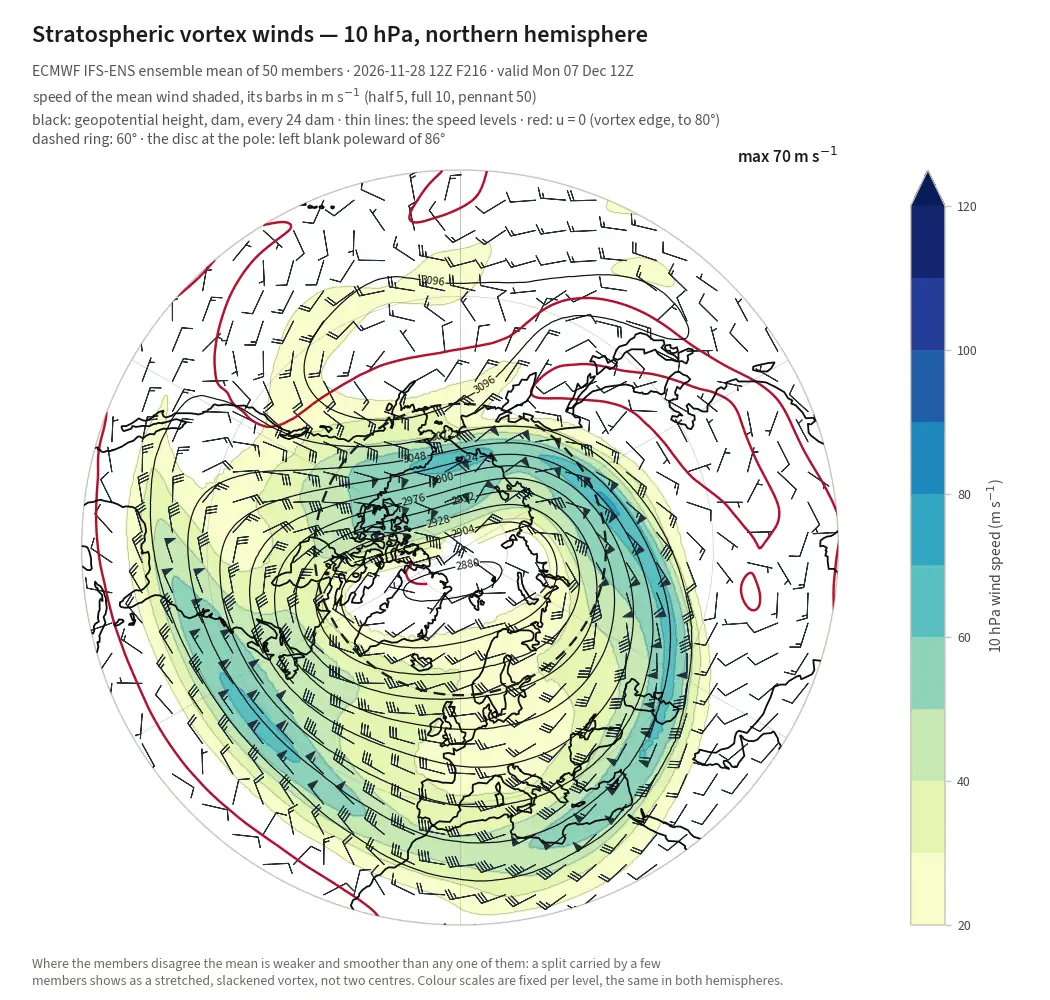 Stratospheric vortex winds — 10 hPa, northern hemisphere
ECMWF IFS-ENS ensemble mean of 50 members · 2026-11-28 12Z F216 · valid Mon 07 Dec 12Z
speed of the mean wind shaded, its barbs in m s⁻¹ (half 5, full 10, pennant 50)
black: geopotential height, dam, every 24 dam · thin lines: the speed levels · red: u = 0 (vortex edge, to 80°)
dashed ring: 60° · the disc at the pole: left blank poleward of 86°
max 70 m s⁻¹
120
100
80
60
40
20
10 hPa wind speed (m s⁻¹)
3096
3096
3048
2976
2928
2904
2880
Where the members disagree the mean is weaker and smoother than any one of them: a split carried by a few
members shows as a stretched, slackened vortex, not two centres. Colour scales are fixed per level, the same in both hemispheres.